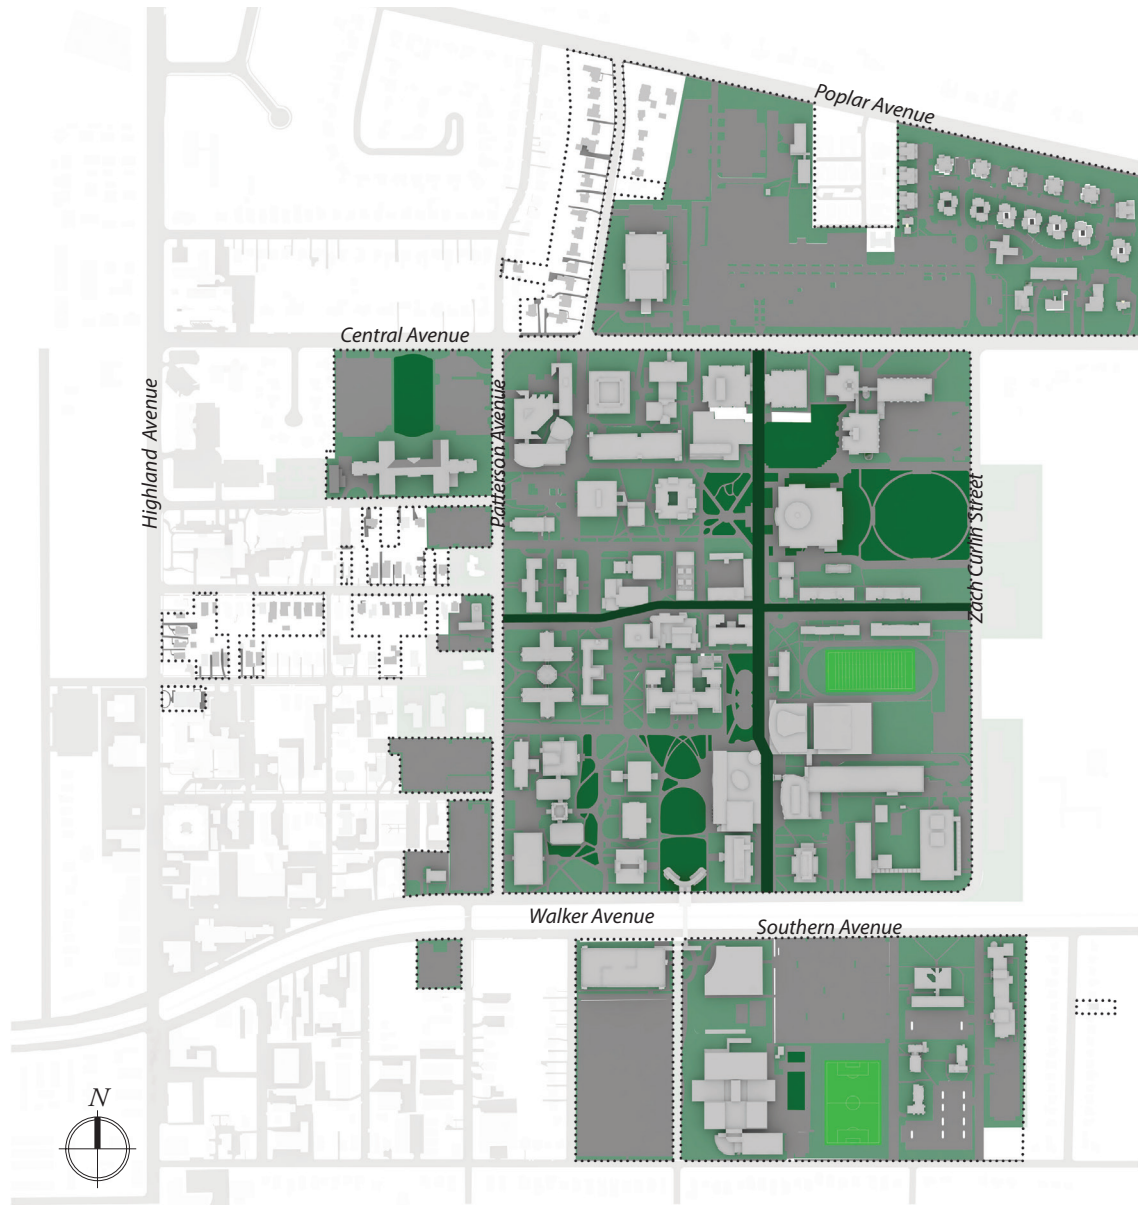 Poplar Avenue
Central Avenue
Highland Avenue
Patterson Avenue
Zach Curlin Street
Walker Avenue
Southern Avenue
N